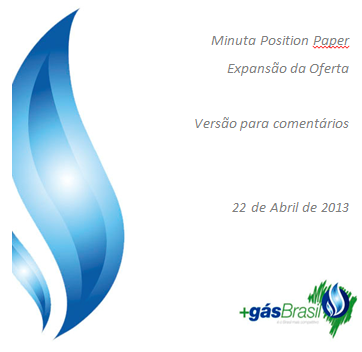 Minuta Position Paper
Expansão da Oferta
Versão para comentários
22 de Abril de 2013
+gásBrasil